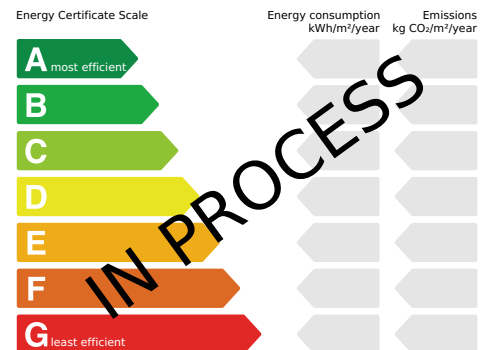 Energy Certificate Scale
Energy consumption
kWh/m²/year
Emissions
kg CO₂/m²/year
A most efficient
B
C
D
E
F
G least efficient
IN PROCESS